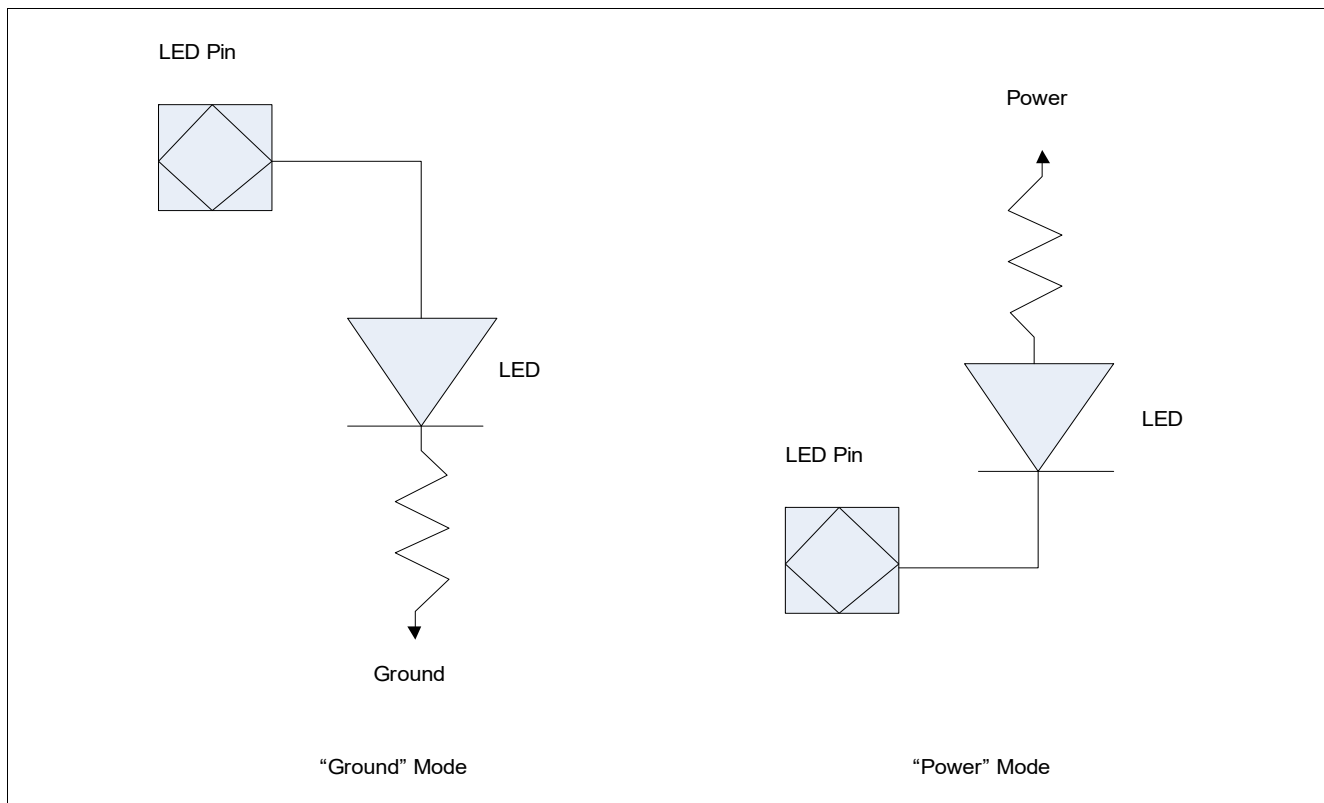 LED Pin
Power
LED
LED
LED Pin
Ground
“Ground” Mode
“Power” Mode